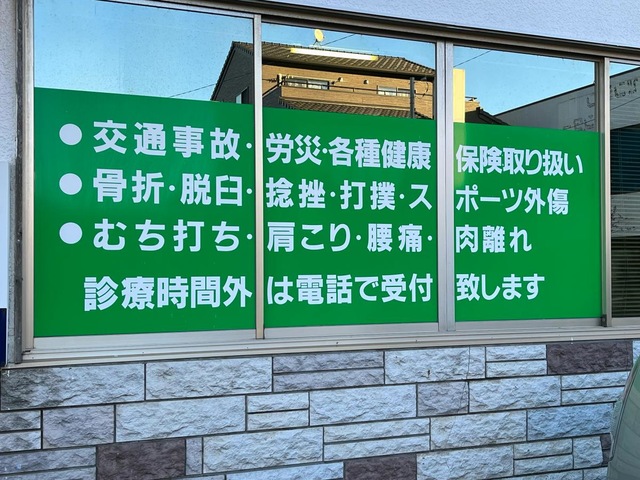 ●交通事故・労災・各種健康保険取り扱い
●骨折・脱臼・捻挫・打撲・スポーツ外傷
●むち打ち・肩こり・腰痛・肉離れ
診療時間外は電話で受付致します